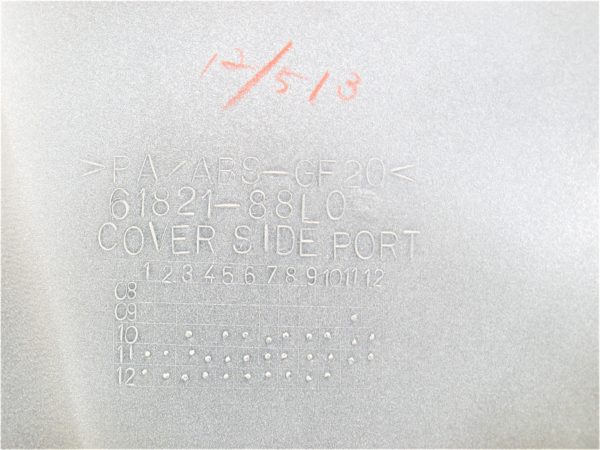 12/513
>PA/ABS-GF20<
61821-88L0
COVER SIDE PORT
1 2 3 4 5 6 7 8 9 10 11 12
08
09
10
11
12